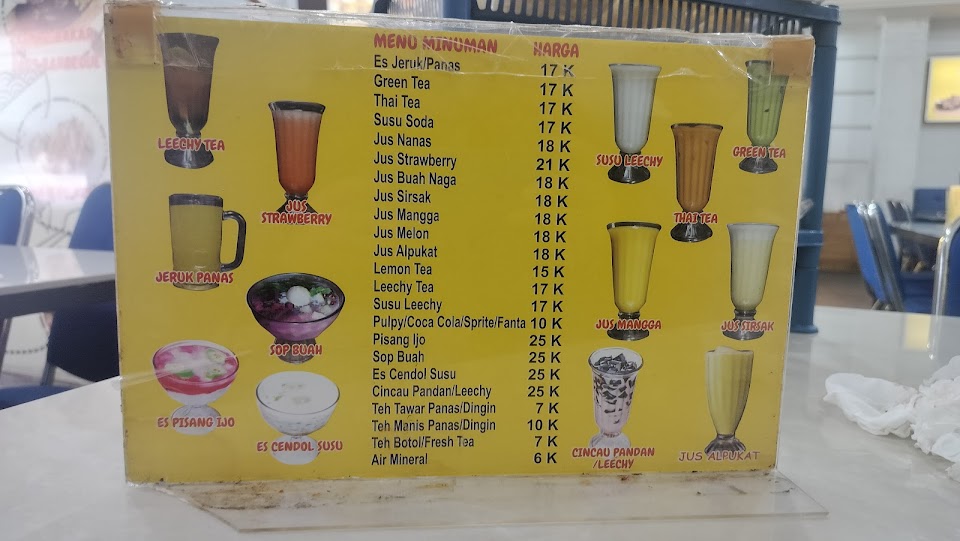 MENU MINUMAN HARGA
Es Jeruk/Panas 17 K
Green Tea 17 K
Thai Tea 17 K
Susu Soda 17 K
Jus Nanas 18 K
Jus Strawberry 21 K
Jus Buah Naga 18 K
Jus Sirsak 18 K
Jus Mangga 18 K
Jus Melon 18 K
Jus Alpukat 18 K
Lemon Tea 15 K
Leechy Tea 17 K
Susu Leechy 17 K
Pulpy/Coca Cola/Sprite/Fanta 10 K
Pisang Ijo 25 K
Sop Buah 25 K
Es Cendol Susu 25 K
Cincau Pandan/Leechy 25 K
Teh Tawar Panas/Dingin 7 K
Teh Manis Panas/Dingin 10 K
Teh Botol/Fresh Tea 7 K
Air Mineral 6 K
LEECHY TEA
JUS
STRAWBERRY
JERUK PANAS
SOP BUAH
ES PISANG IJO
ES CENDOL SUSU
SUSU LEECHY
GREEN TEA
THAI TEA
JUS MANGGA
JUS SIRSAK
CINCAU PANDAN
/LEECHY
JUS ALPUKAT